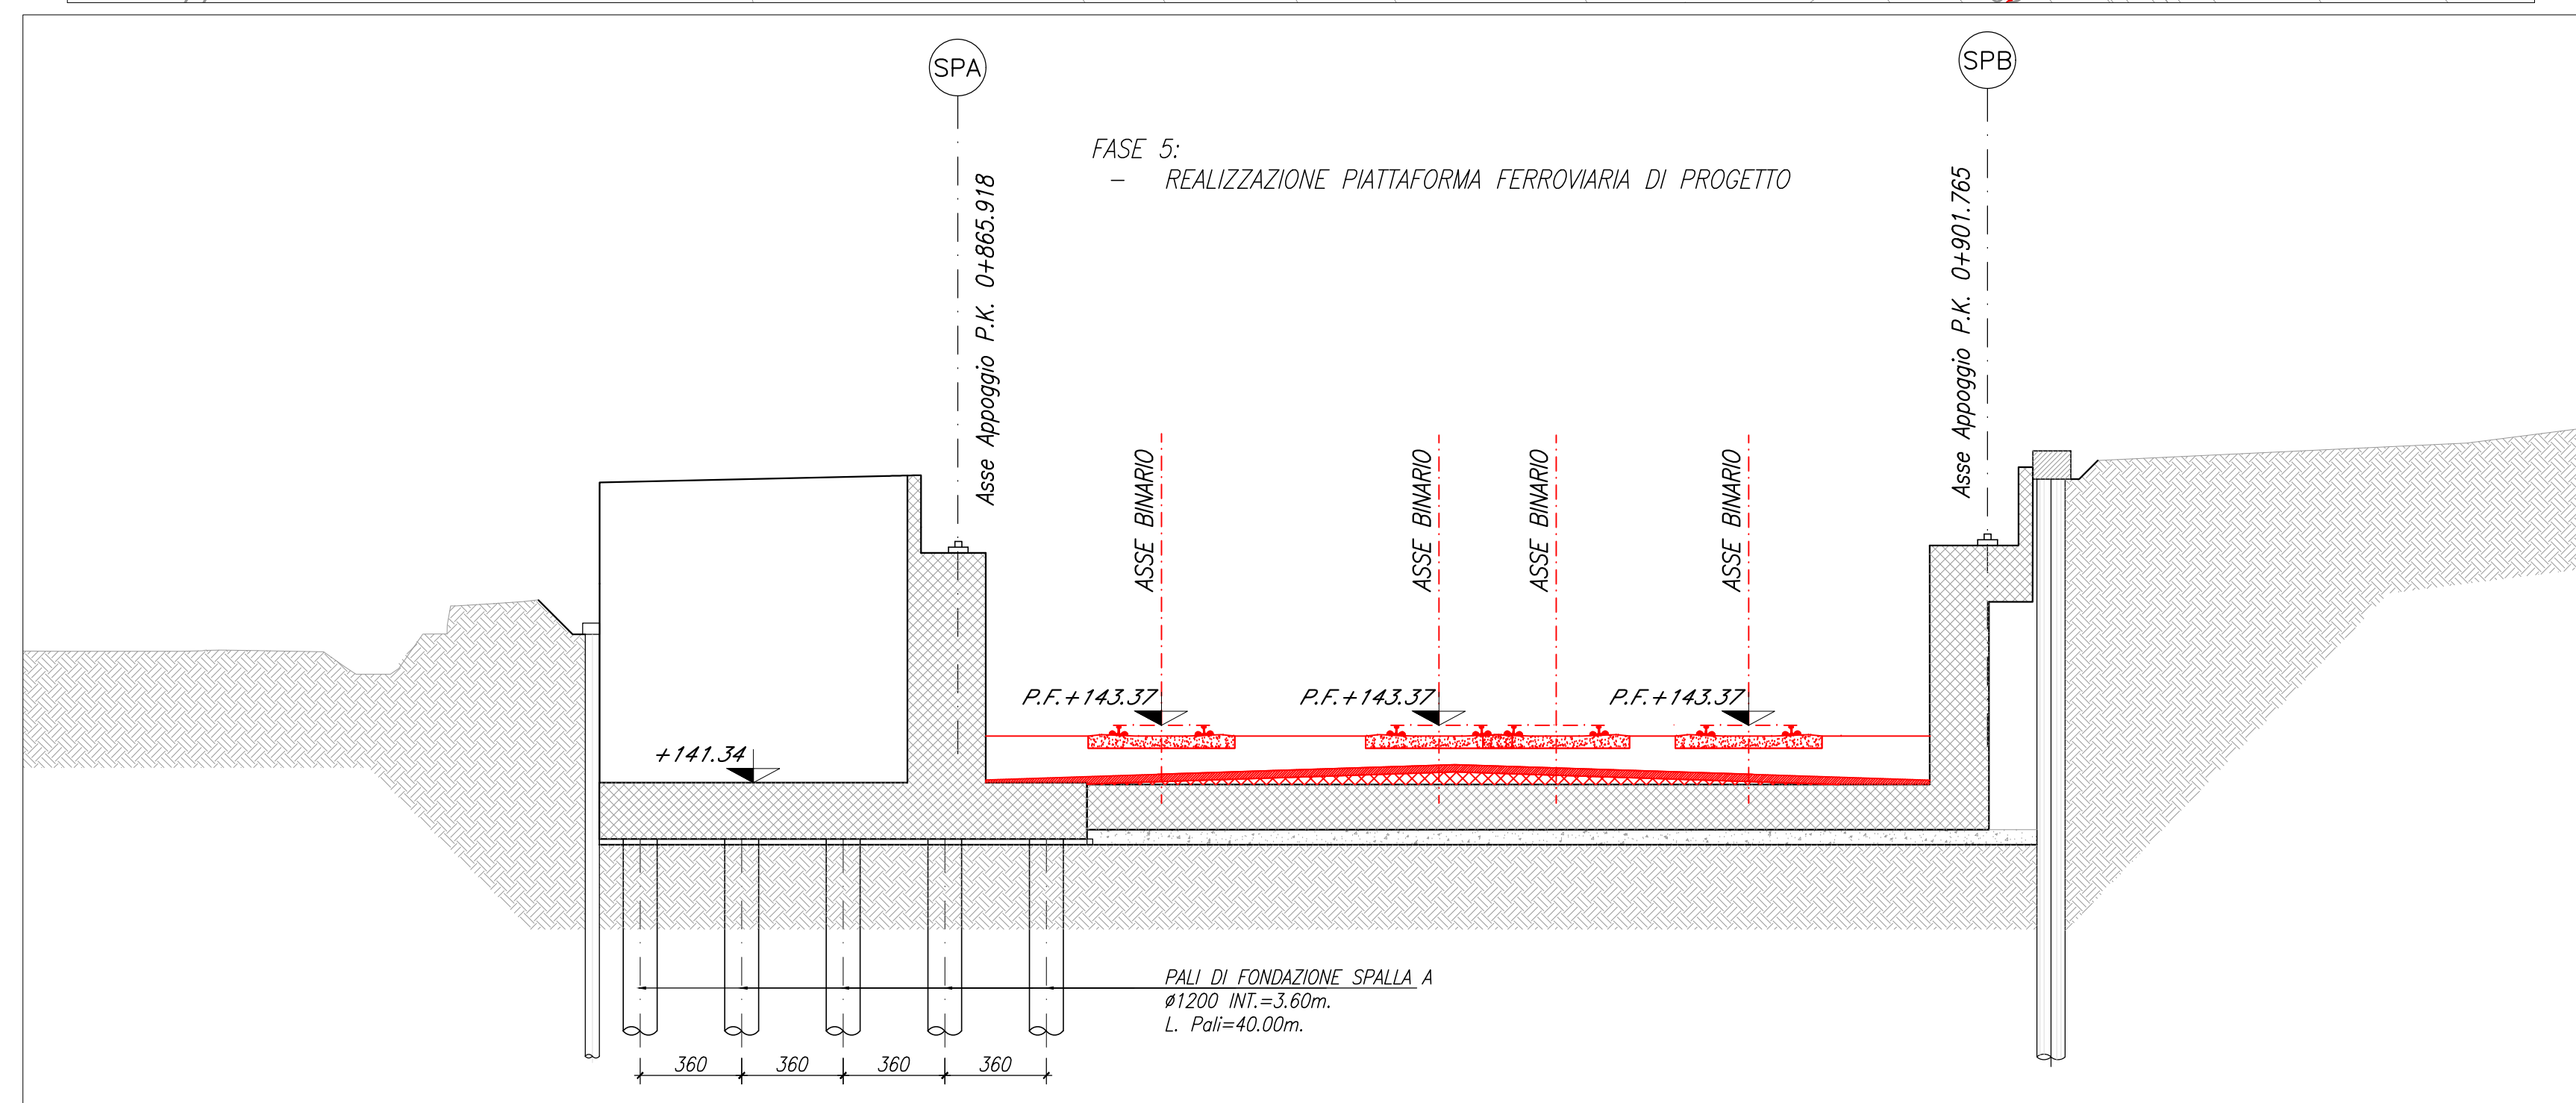 SPA
SPB
FASE 5:
– REALIZZAZIONE PIATTAFORMA FERROVIARIA DI PROGETTO
Asse Appoggio P.K. 0+865.918
Asse Appoggio P.K. 0+901.765
ASSE BINARIO
ASSE BINARIO
ASSE BINARIO
ASSE BINARIO
P.F.+143.37
P.F.+143.37
P.F.+143.37
+141.34
PALI DI FONDAZIONE SPALLA A
ø1200 INT.=3.60m.
L. Pali=40.00m.
360
360
360
360